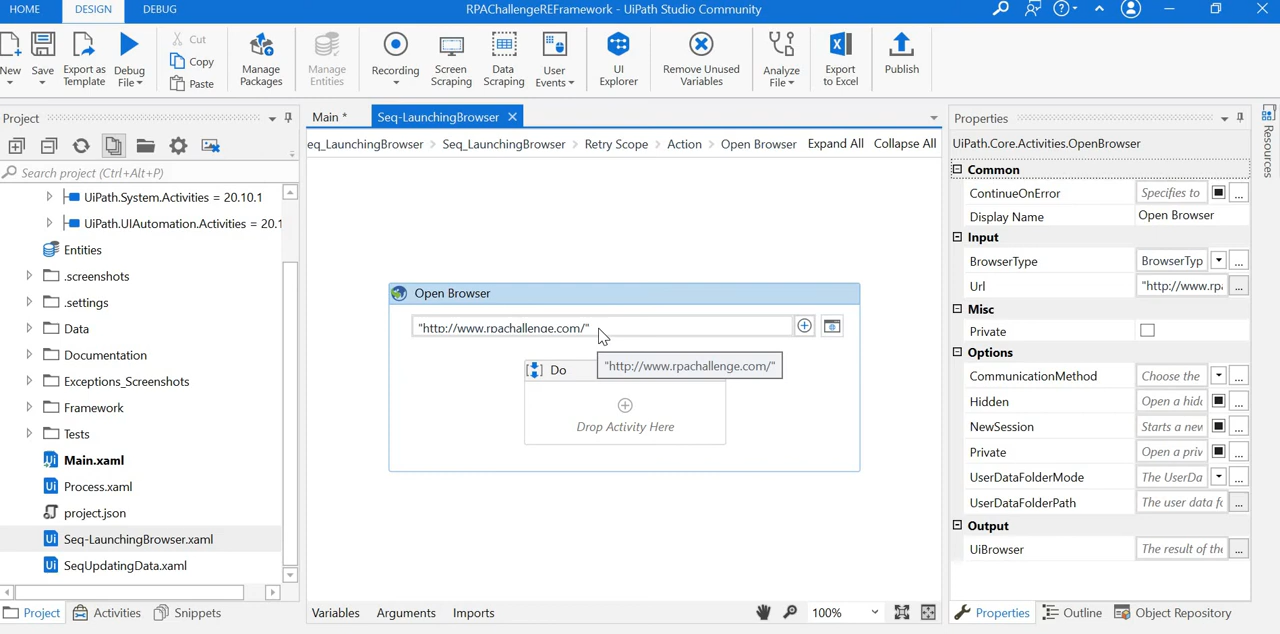 HOME DESIGN DEBUG RPAChallengeREFramework - UiPath Studio Community
New Save Export as Template Debug File Cut Copy Paste Manage Packages Manage Entities Recording Screen Scraping Data Scraping User Events UI Explorer Remove Unused Variables Analyze File Export to Excel Publish
Project
Search project (Ctrl+Alt+P)
UiPath.System.Activities = 20.10.1
UiPath.UIAutomation.Activities = 20.1
Entities
.screenshots
.settings
Data
Documentation
Exceptions_Screenshots
Framework
Tests
Main.xaml
Process.xaml
project.json
Seq-LaunchingBrowser.xaml
SeqUpdatingData.xaml
Project Activities Snippets
Main * Seq-LaunchingBrowser
eq_LaunchingBrowser > Seq_LaunchingBrowser > Retry Scope > Action > Open Browser Expand All Collapse All
Open Browser
"http://www.rpachallenge.com/"
Do
"http://www.rpachallenge.com/"
Drop Activity Here
Variables Arguments Imports 100%
Properties
UiPath.Core.Activities.OpenBrowser
Common
ContinueOnError Specifies to ...
Display Name Open Browser
Input
BrowserType BrowserTyp ...
Url "http://www.rp ...
Misc
Private
Options
CommunicationMethod Choose the ...
Hidden Open a hid ...
NewSession Starts a new ...
Private Open a priv ...
UserDataFolderMode The UserDa ...
UserDataFolderPath The user data f ...
Output
UiBrowser The result of the ...
Properties Outline Object Repository
Resources